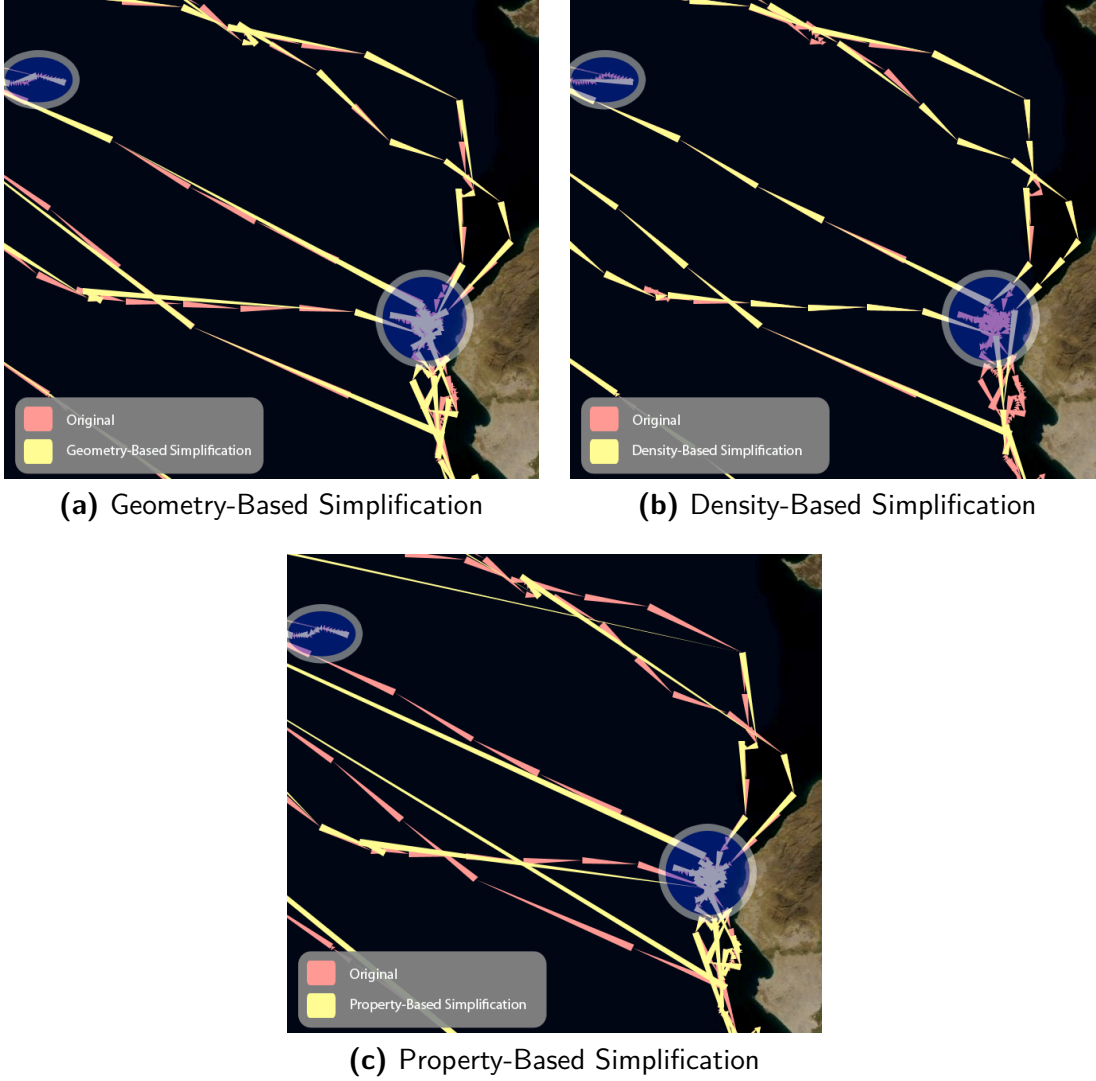 Original
Geometry-Based Simplification
Original
Density-Based Simplification
(a) Geometry-Based Simplification
(b) Density-Based Simplification
Original
Property-Based Simplification
(c) Property-Based Simplification